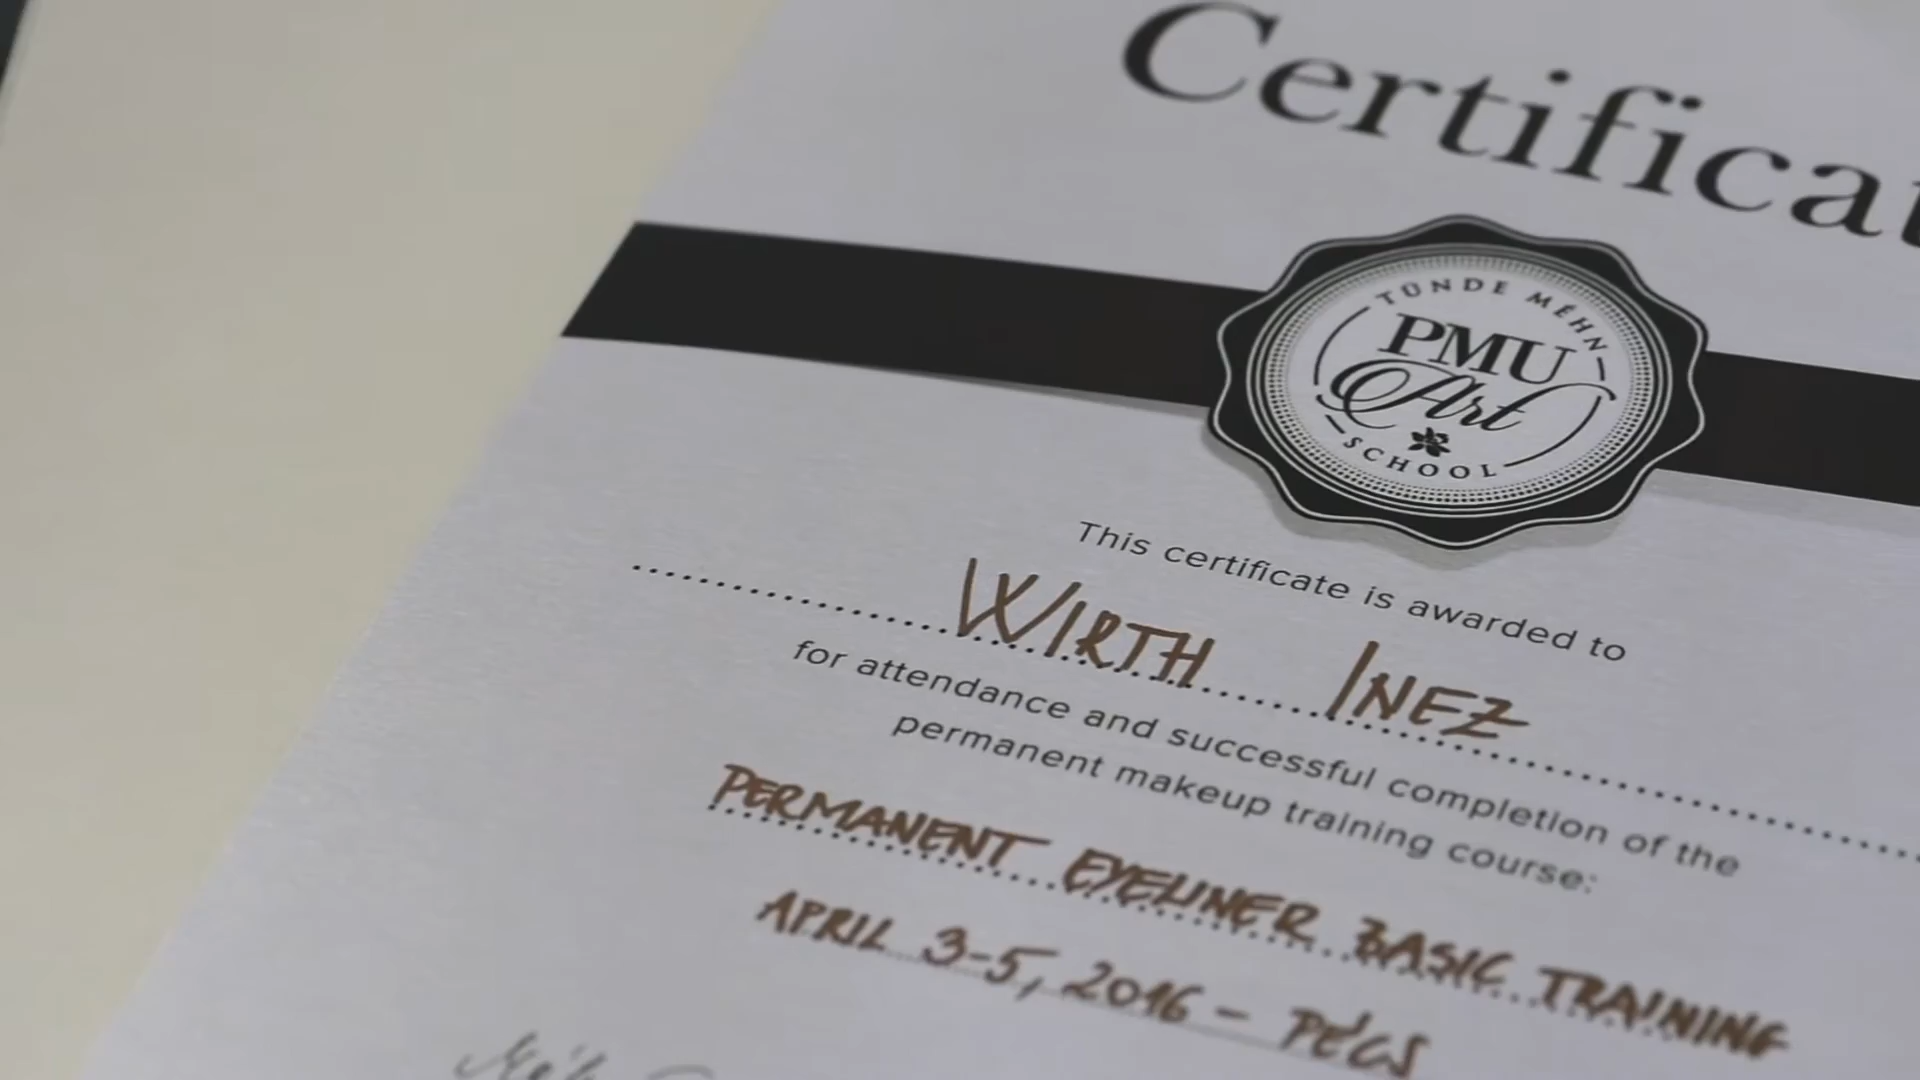 Certificat
TÜNDE MÉHN
PMU
Art
SCHOOL
This certificate is awarded to
WIRTH INEZ
for attendance and successful completion of the
permanent makeup training course:
PERMANENT EYELINER BASIC TRAINING
APRIL 3-5, 2016 - PÉCS